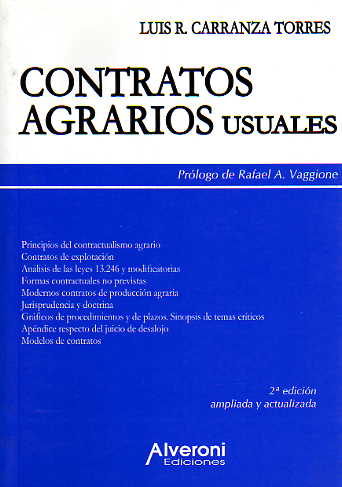 LUIS R. CARRANZA TORRES
CONTRATOS
AGRARIOS USUALES
Prólogo de Rafael A. Vaggione
Principios del contractualismo agrario
Contratos de explotación
Analisis de las leyes 13.246 y modificatorias
Formas contractuales no previstas
Modernos contratos de producción agraria
Jurisprudencia y doctrina
Gráficos de procedimientos y de plazos. Sinopsis de temas críticos
Apéndice respecto del juicio de desalojo
Modelos de contratos
2ª edición
ampliada y actualizada
Alveroni
Ediciones